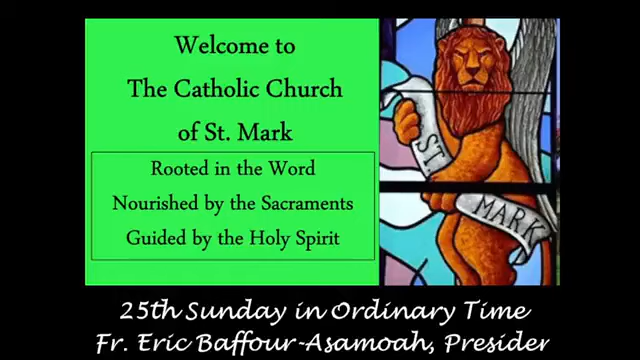 Welcome to
The Catholic Church
of St. Mark
Rooted in the Word
Nourished by the Sacraments
Guided by the Holy Spirit
ST.
MARK
25th Sunday in Ordinary Time
Fr. Eric Baffour-Asamoah, Presider